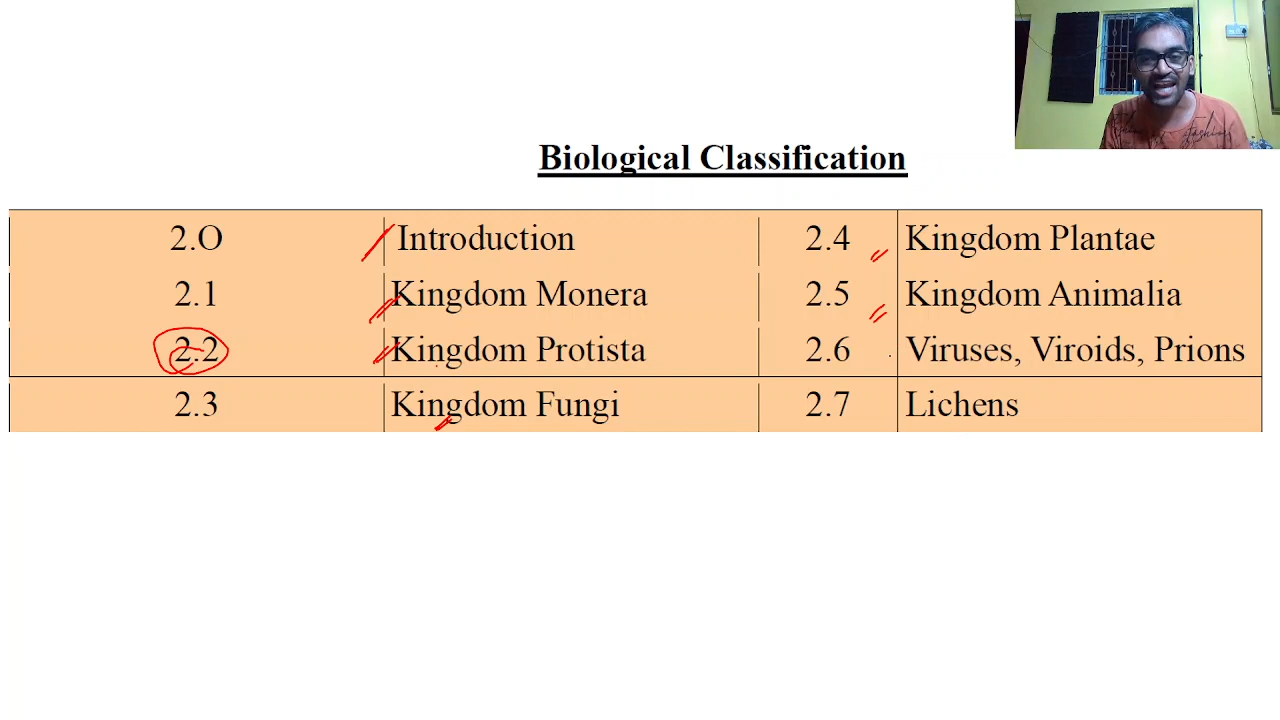 Biological Classification
2.O Introduction 2.4 Kingdom Plantae
2.1 Kingdom Monera 2.5 Kingdom Animalia
2.2 Kingdom Protista 2.6 Viruses, Viroids, Prions
2.3 Kingdom Fungi 2.7 Lichens